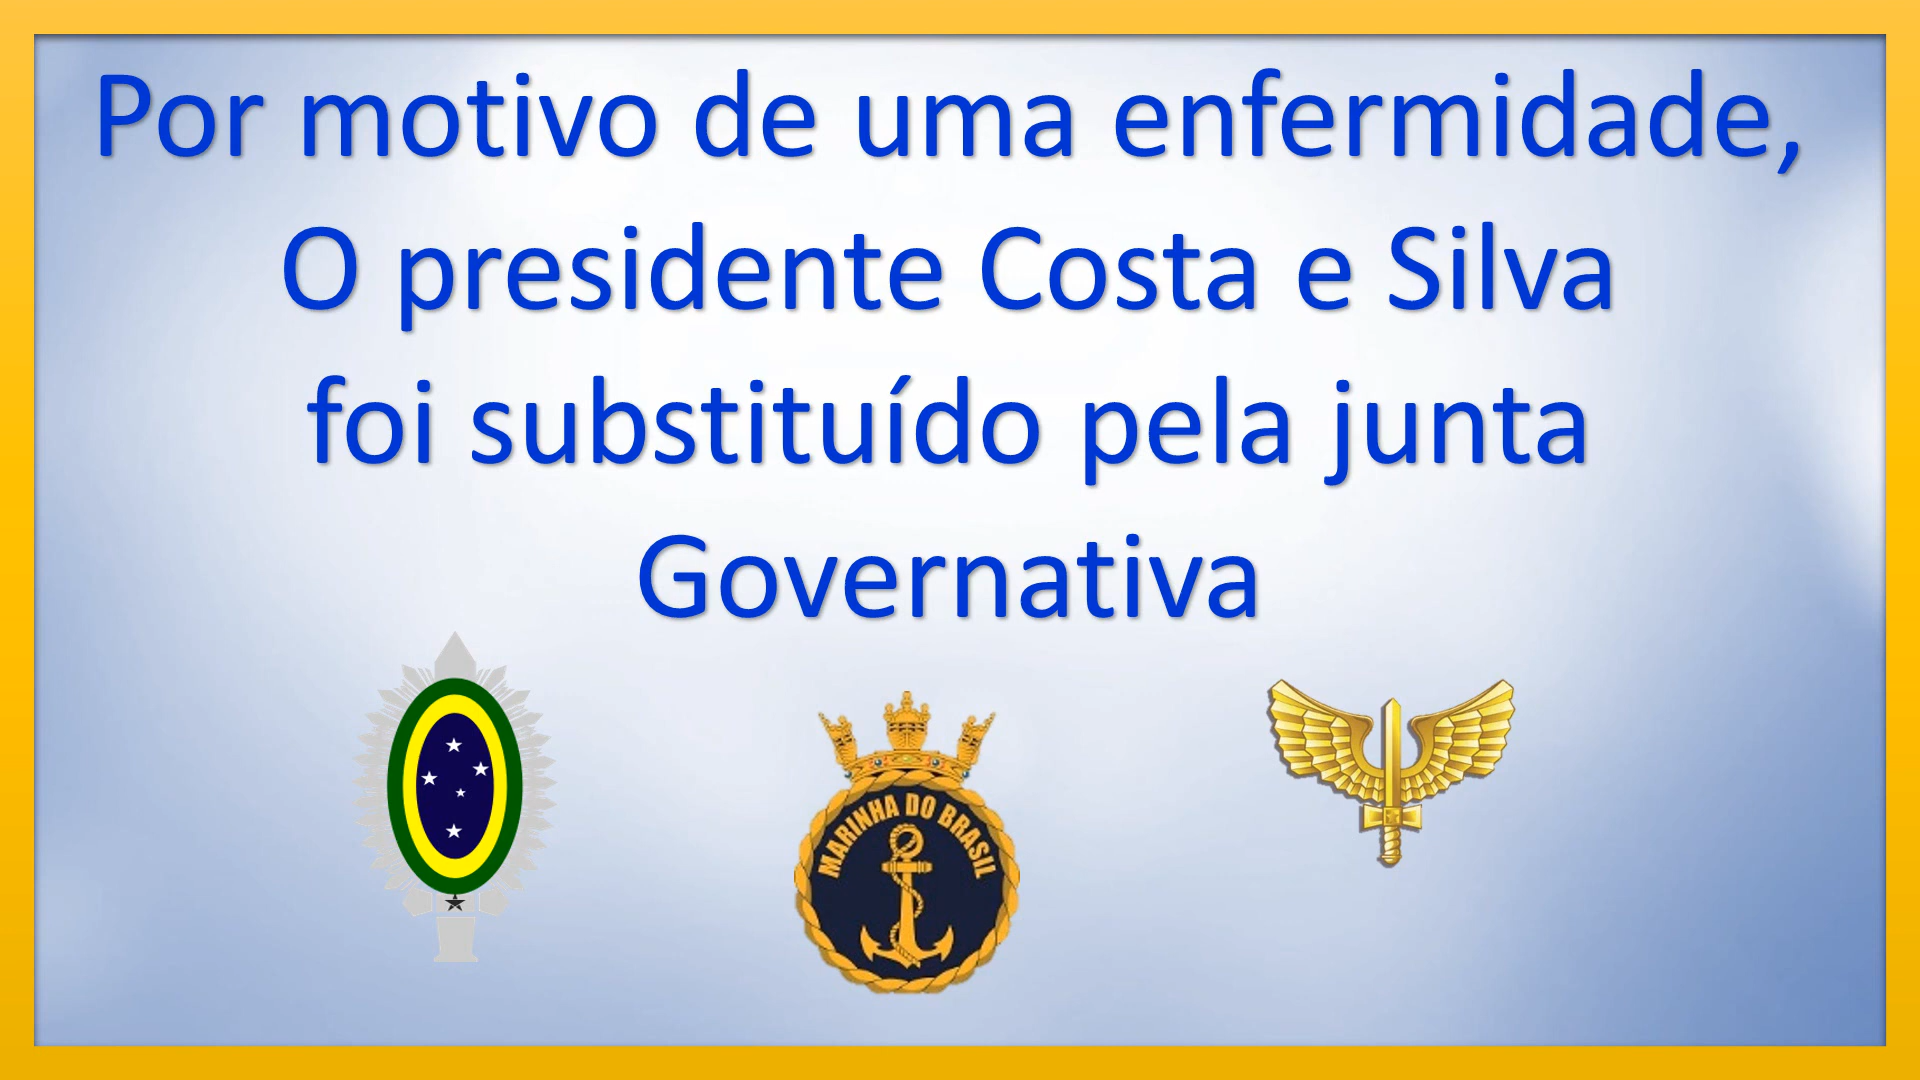 Por motivo de uma enfermidade,
O presidente Costa e Silva
foi substituído pela junta
Governativa
MARINHA DO BRASIL